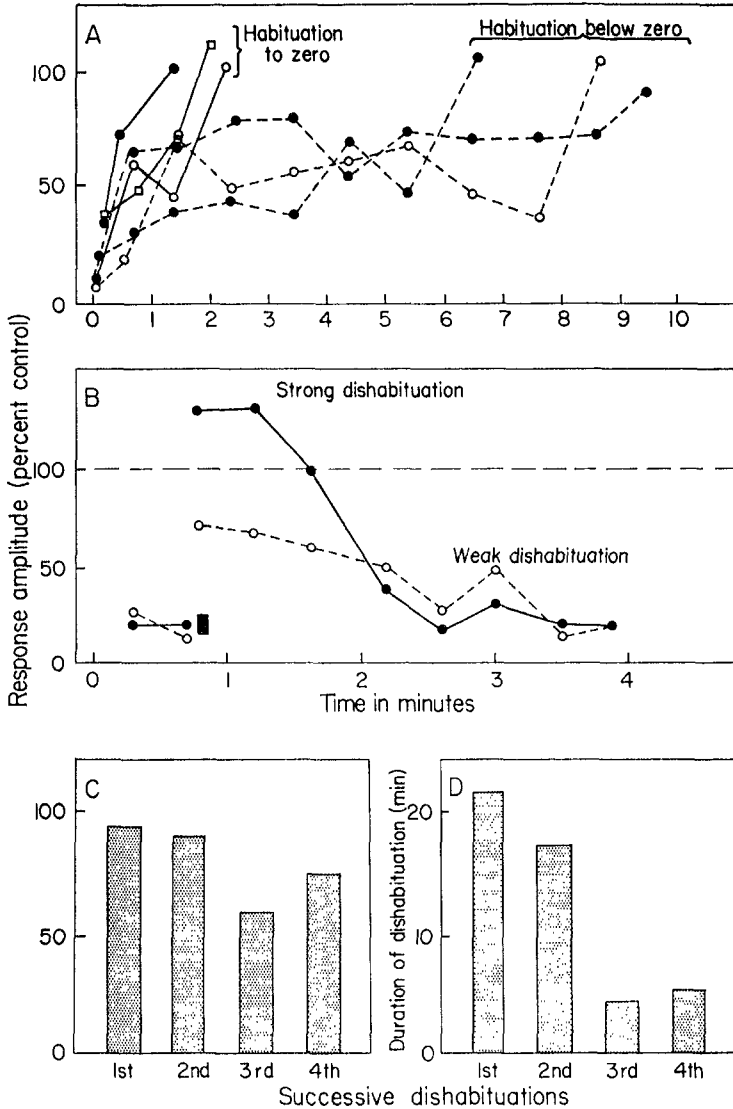 A
Habituation
to zero
Habituation below zero
100
50
0
0 1 2 3 4 5 6 7 8 9 10
Response amplitude (percent control)
B
Strong dishabituation
100
Weak dishabituation
50
0
0 1 2 3 4
Time in minutes
C
100
50
0
1st 2nd 3rd 4th
D
Duration of dishabituation (min)
20
10
0
1st 2nd 3rd 4th
Successive dishabituations